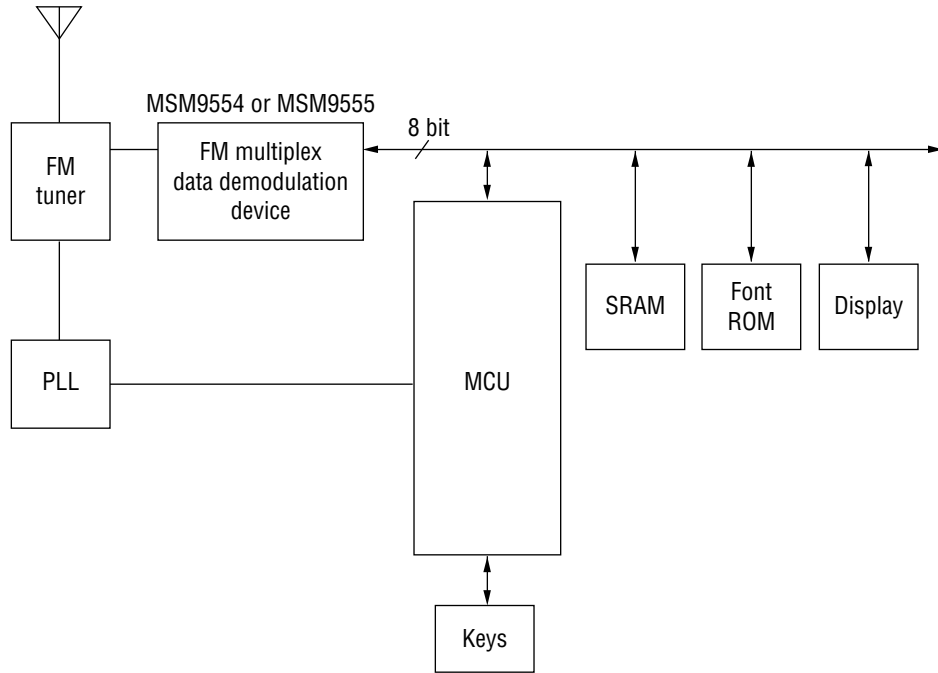 MSM9554 or MSM9555
8 bit
FM
tuner
FM multiplex
data demodulation
device
SRAM
Font
ROM
Display
PLL
MCU
Keys